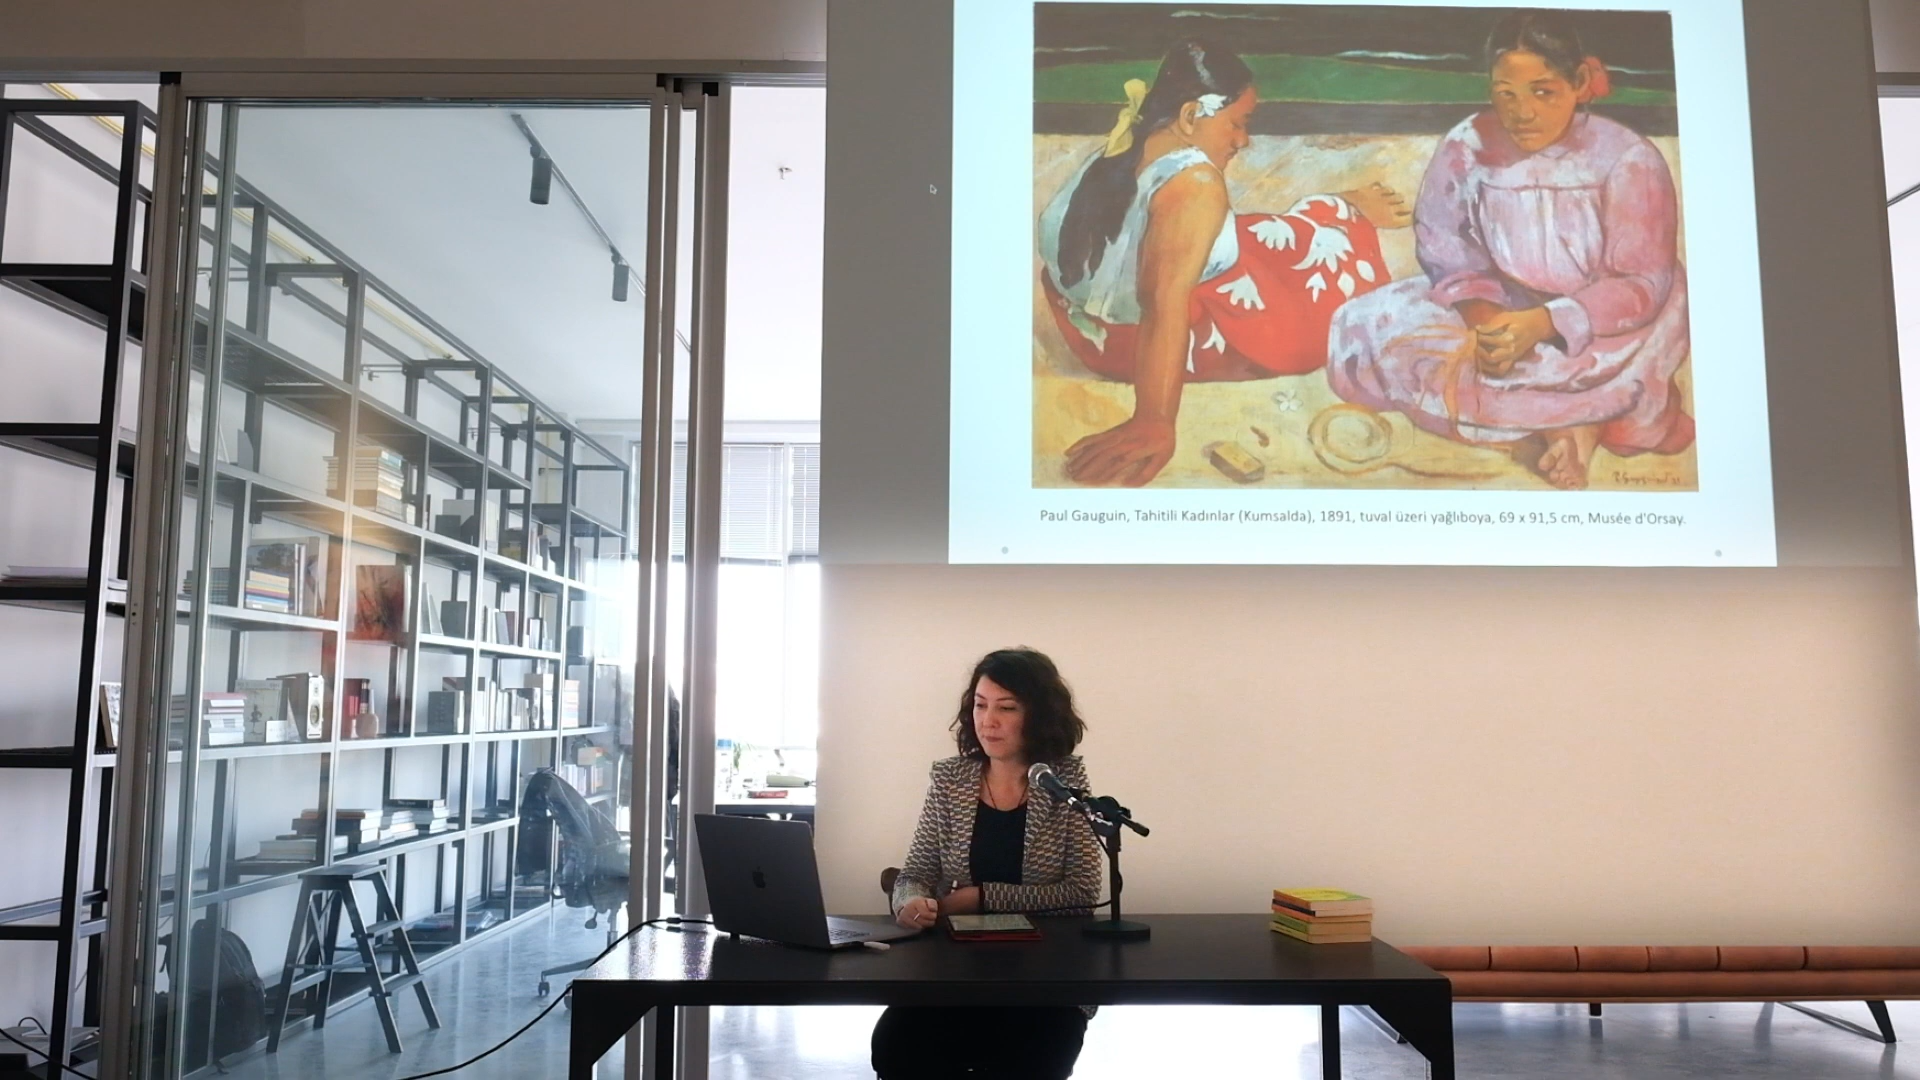 Paul Gauguin, Tahitili Kadınlar (Kumsalda), 1891, tuval üzeri yağlıboya, 69 x 91,5 cm, Musée d'Orsay.